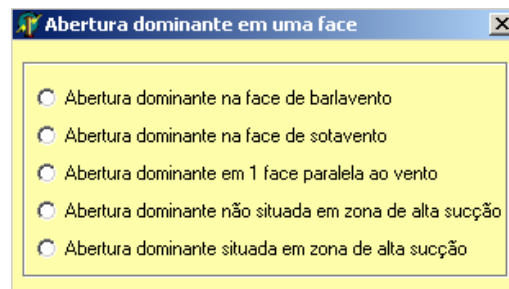 Abertura dominante em uma face
Abertura dominante na face de barlavento
Abertura dominante na face de sotavento
Abertura dominante em 1 face paralela ao vento
Abertura dominante não situada em zona de alta sucção
Abertura dominante situada em zona de alta sucção